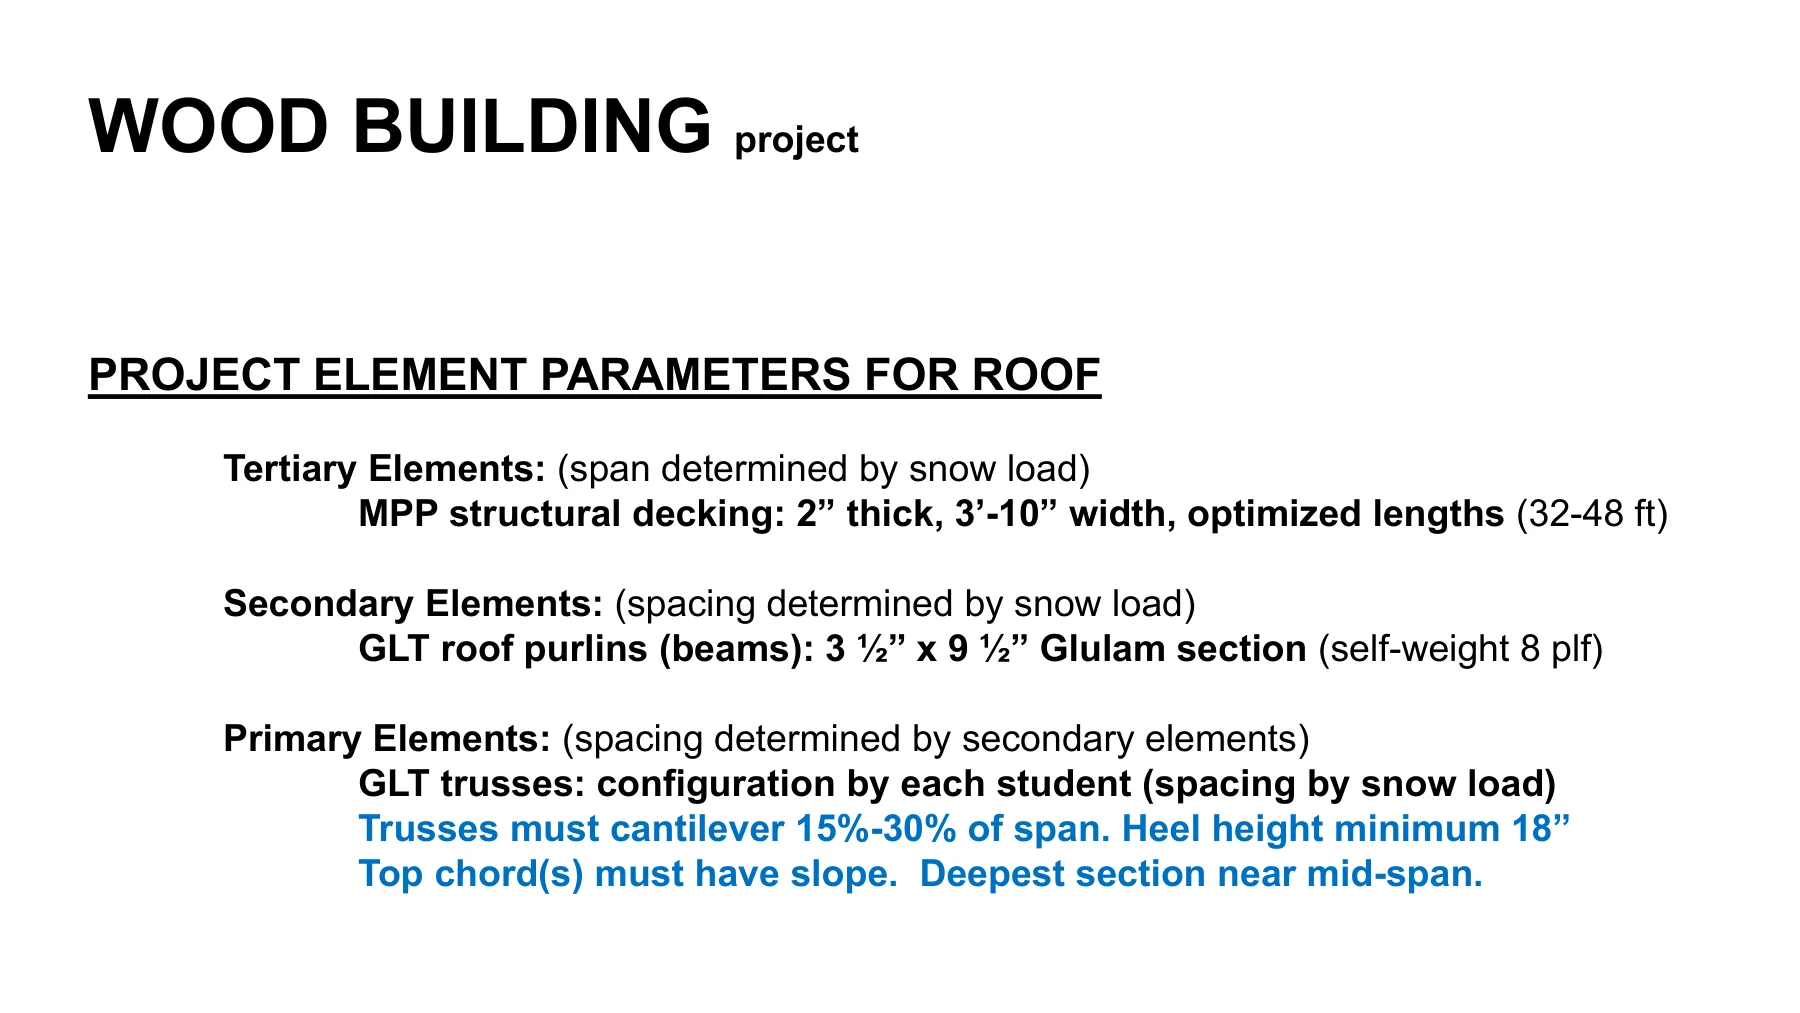 WOOD BUILDING project
PROJECT ELEMENT PARAMETERS FOR ROOF
Tertiary Elements: (span determined by snow load)
MPP structural decking: 2” thick, 3’-10” width, optimized lengths (32-48 ft)
Secondary Elements: (spacing determined by snow load)
GLT roof purlins (beams): 3 ½” x 9 ½” Glulam section (self-weight 8 plf)
Primary Elements: (spacing determined by secondary elements)
GLT trusses: configuration by each student (spacing by snow load)
Trusses must cantilever 15%-30% of span. Heel height minimum 18”
Top chord(s) must have slope.  Deepest section near mid-span.